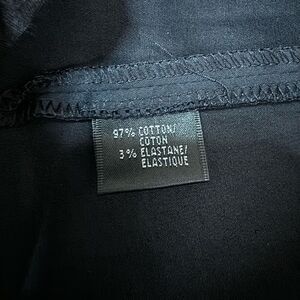 97% COTTON/
COTON
3% ELASTANE/
ELASTIQUE